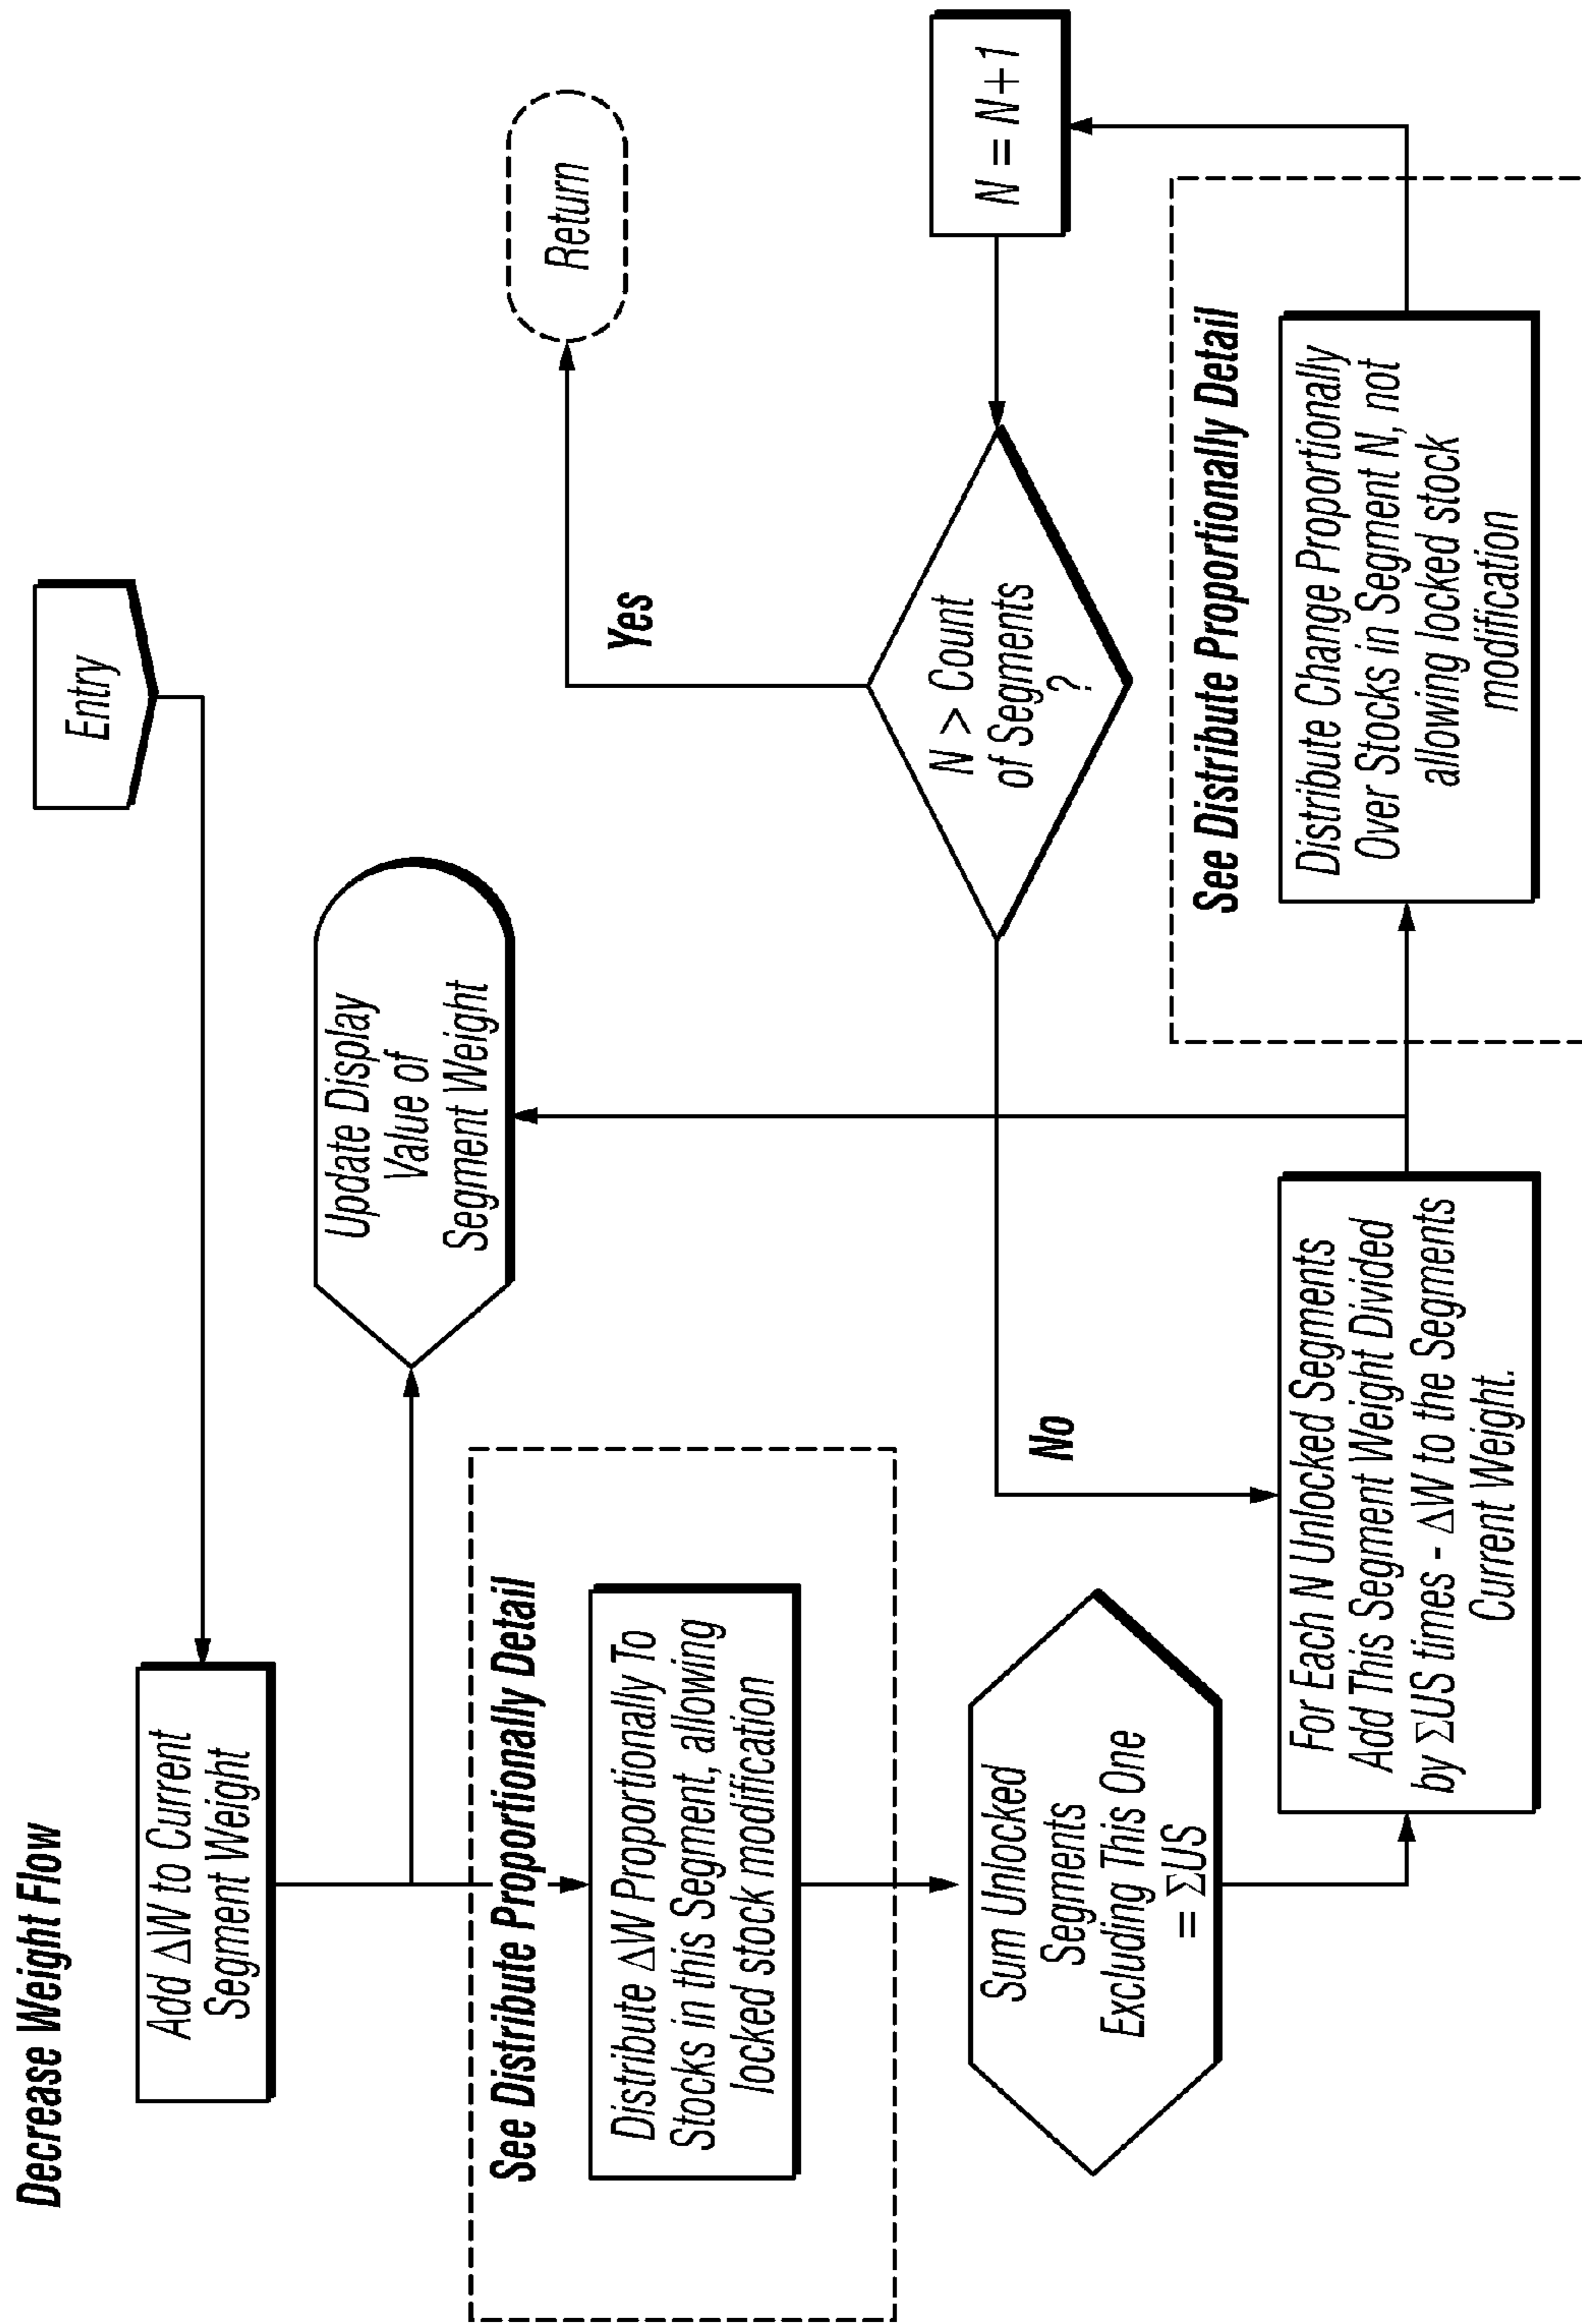 Decrease Weight Flow
Entry
Add ΔW to Current
Segment Weight
Update Display
Value of
Segment Weight
See Distribute Proportionally Detail
Distribute ΔW Proportionally To
Stocks in this Segment, allowing
locked stock modification
Return
Yes
Sum Unlocked
Segments
Excluding This One
= ΣUS
No
N > Count
of Segments
?
N = N+1
For Each N Unlocked Segments
Add This Segment Weight Divided
by ΣUS times - ΔW to the Segments
Current Weight.
See Distribute Proportionally Detail
Distribute Change Proportionally
Over Stocks in Segment N, not
allowing locked stock
modification